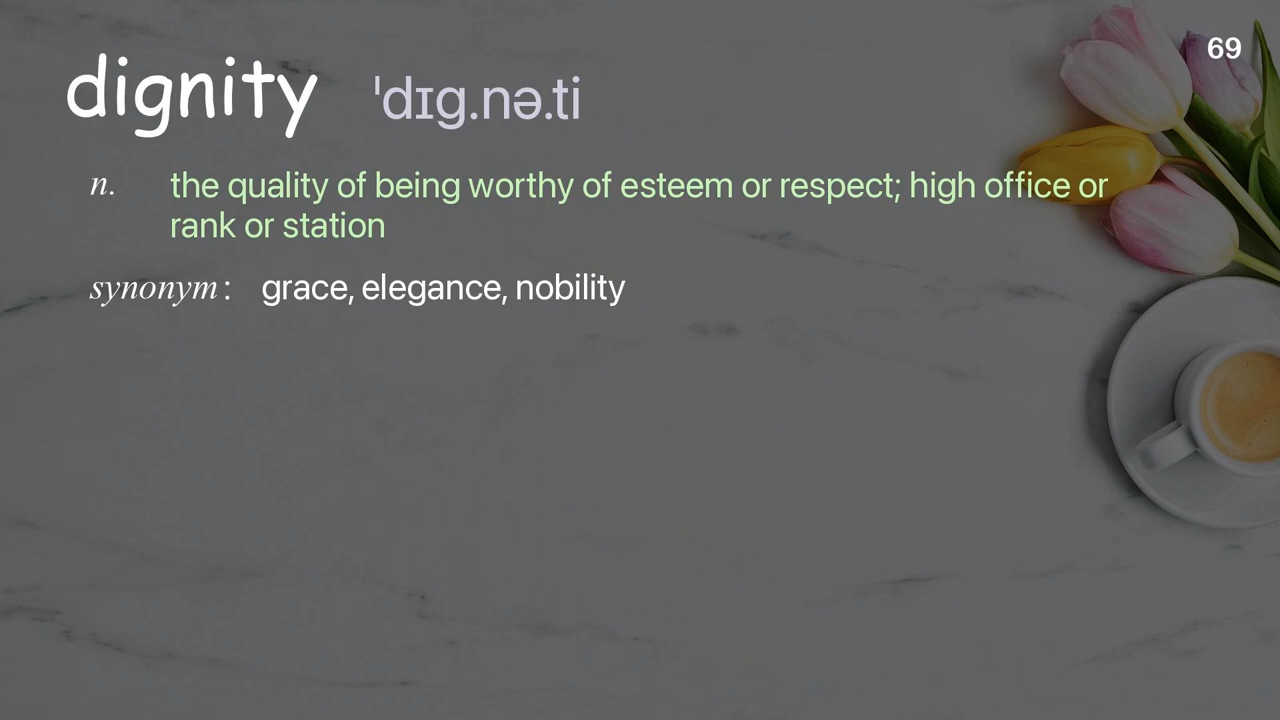 69
dignity ˈdɪg.nə.ti
n. the quality of being worthy of esteem or respect; high office or
rank or station
synonym: grace, elegance, nobility